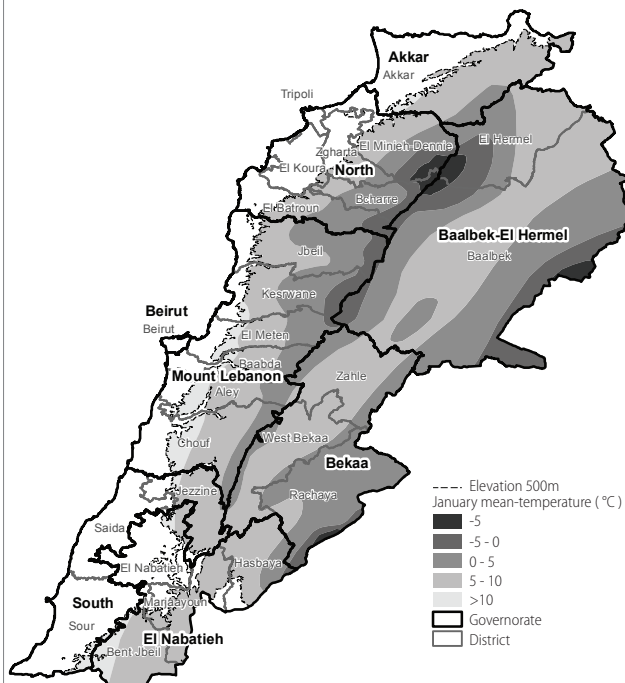 Akkar
Akkar
Tripoli
El Hermel
El Minieh-Dennie
Zgharta
El Koura
North
Bcharre
El Batroun
Baalbek-El Hermel
Baalbek
Jbeil
Kesrwane
Beirut
Beirut
El Meten
Baabda
Mount Lebanon
Aley
Zahle
Chouf
West Bekaa
Bekaa
Jezzine
Rachaya
Saida
El Nabatieh
Hasbaya
South
Marjaayoun
Sour
El Nabatieh
Bent Jbeil
Elevation 500m
January mean-temperature ( °C )
-5
-5 - 0
0 - 5
5 - 10
>10
Governorate
District